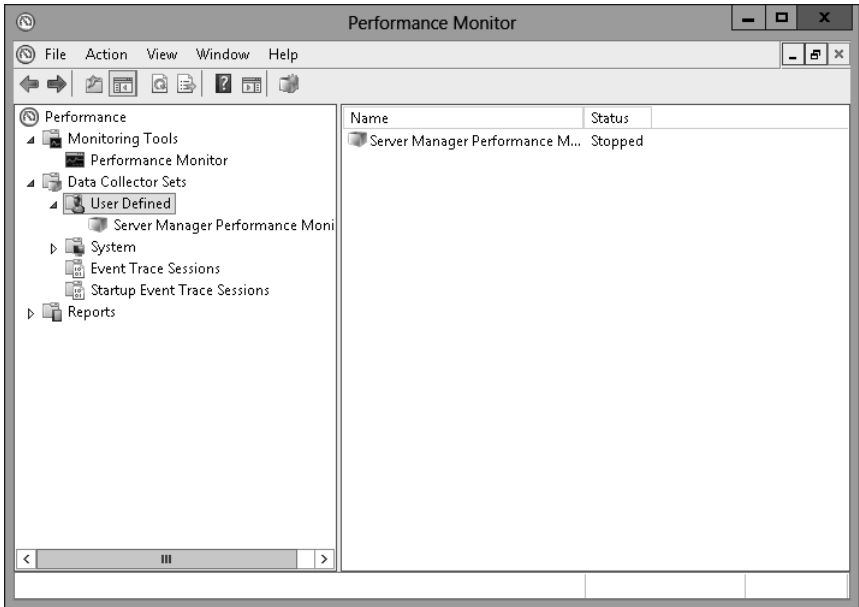 Performance Monitor
File Action View Window Help
Performance
Monitoring Tools
Performance Monitor
Data Collector Sets
User Defined
Server Manager Performance Moni
System
Event Trace Sessions
Startup Event Trace Sessions
Reports
Name Status
Server Manager Performance M... Stopped